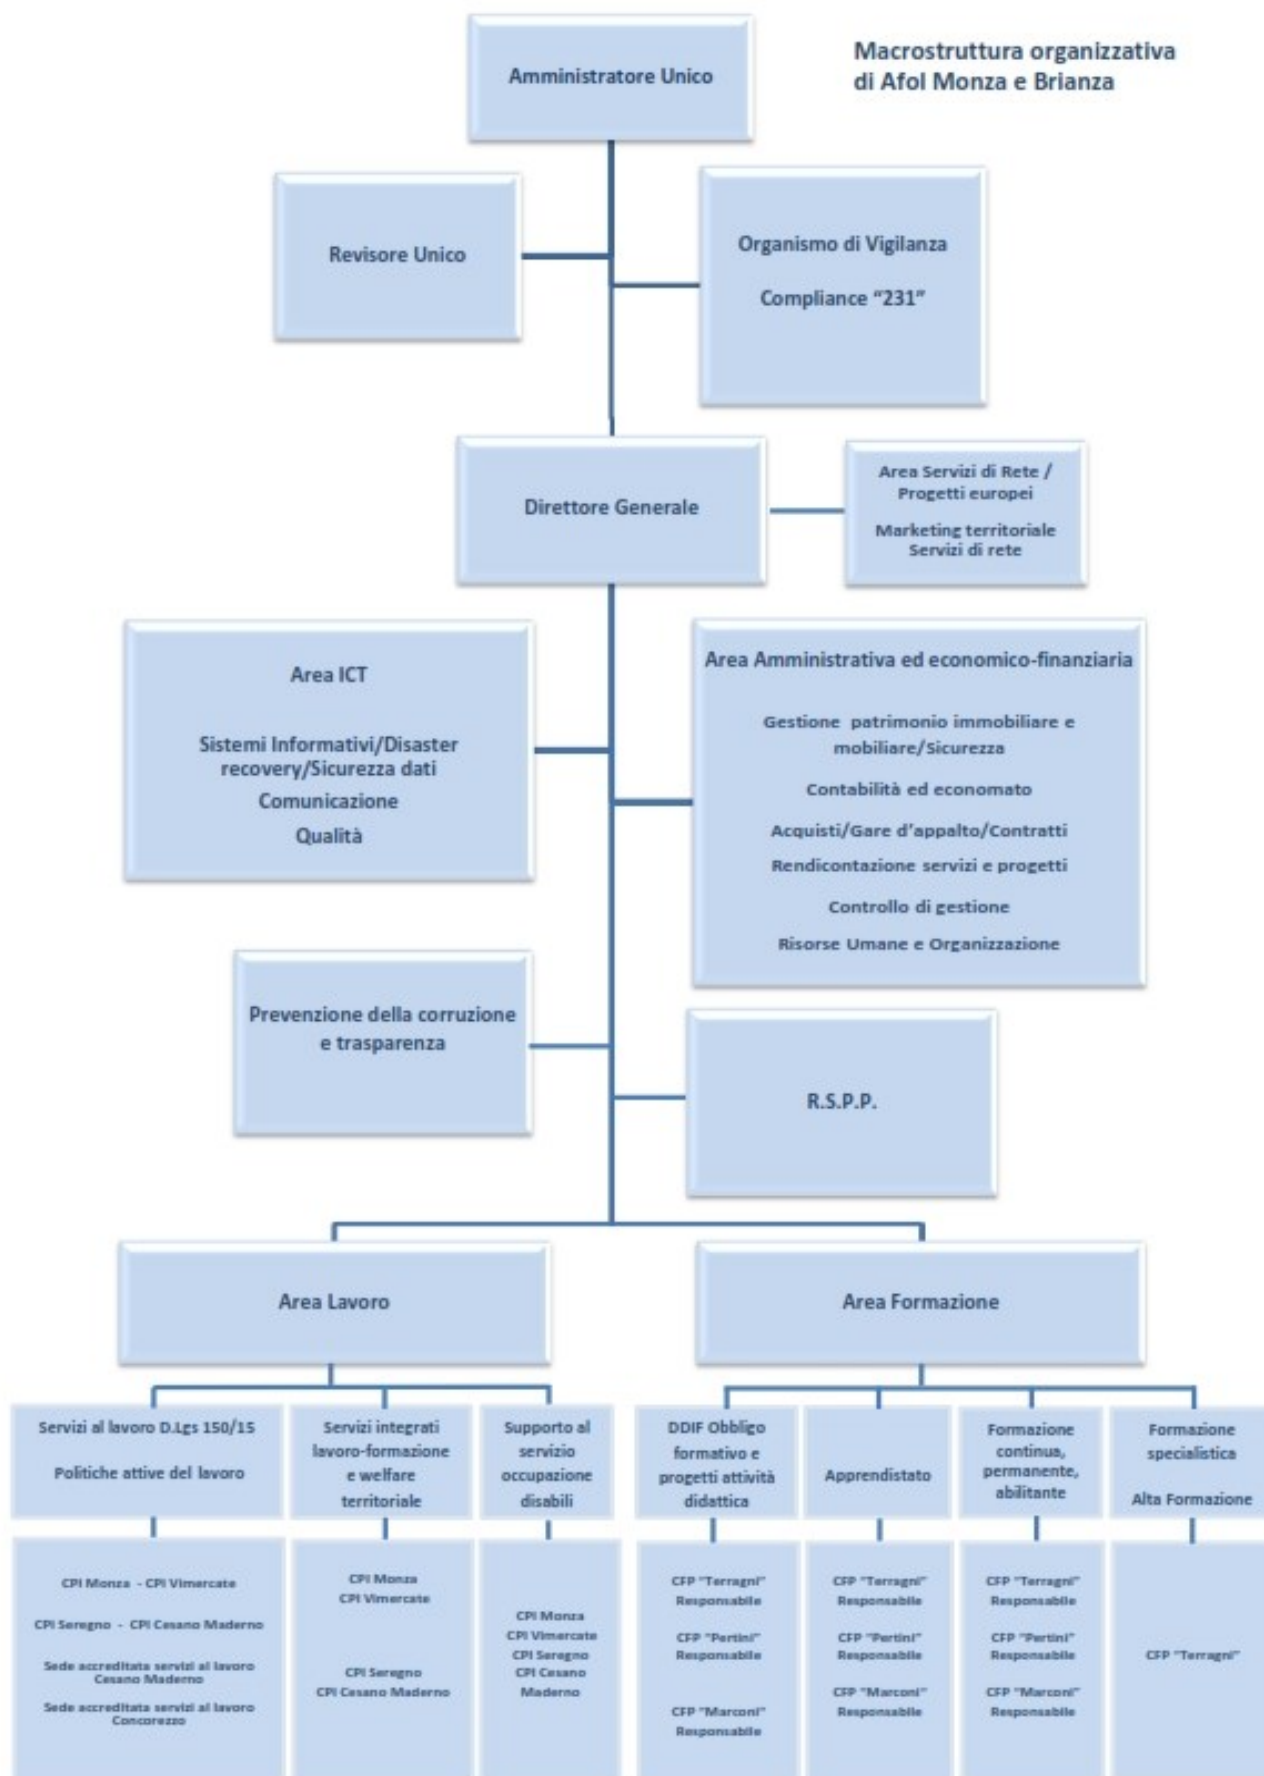 Macrostruttura organizzativa
di Afol Monza e Brianza
Amministratore Unico
Revisore Unico
Organismo di Vigilanza
Compliance “231”
Direttore Generale
Area Servizi di Rete /
Progetti europei
Marketing territoriale
Servizi di rete
Area ICT
Sistemi Informativi/Disaster
recovery/Sicurezza dati
Comunicazione
Qualità
Area Amministrativa ed economico-finanziaria
Gestione patrimonio immobiliare e
mobiliare/Sicurezza
Contabilità ed economato
Acquisti/Gare d’appalto/Contratti
Rendicontazione servizi e progetti
Controllo di gestione
Risorse Umane e Organizzazione
Prevenzione della corruzione
e trasparenza
R.S.P.P.
Area Lavoro
Area Formazione
Servizi al lavoro D.Lgs 150/15
Politiche attive del lavoro
Servizi integrati
lavoro-formazione
e welfare
territoriale
Supporto al
servizio
occupazione
disabili
DDIF Obbligo
formativo e
progetti attività
didattica
Apprendistato
Formazione
continua,
permanente,
abilitante
Formazione
specialistica
Alta Formazione
CPI Monza - CPI Vimercate
CPI Seregno - CPI Cesano Maderno
Sede accreditata servizi al lavoro
Cesano Maderno
Sede accreditata servizi al lavoro
Concorezzo
CPI Monza
CPI Vimercate
CPI Seregno
CPI Cesano Maderno
CPI Monza
CPI Vimercate
CPI Seregno
CPI Cesano
Maderno
CFP "Terragni"
Responsabile
CFP "Pertini"
Responsabile
CFP "Marconi"
Responsabile
CFP "Terragni"
Responsabile
CFP "Pertini"
Responsabile
CFP "Marconi"
Responsabile
CFP "Terragni"
Responsabile
CFP "Pertini"
Responsabile
CFP "Marconi"
Responsabile
CFP "Terragni"